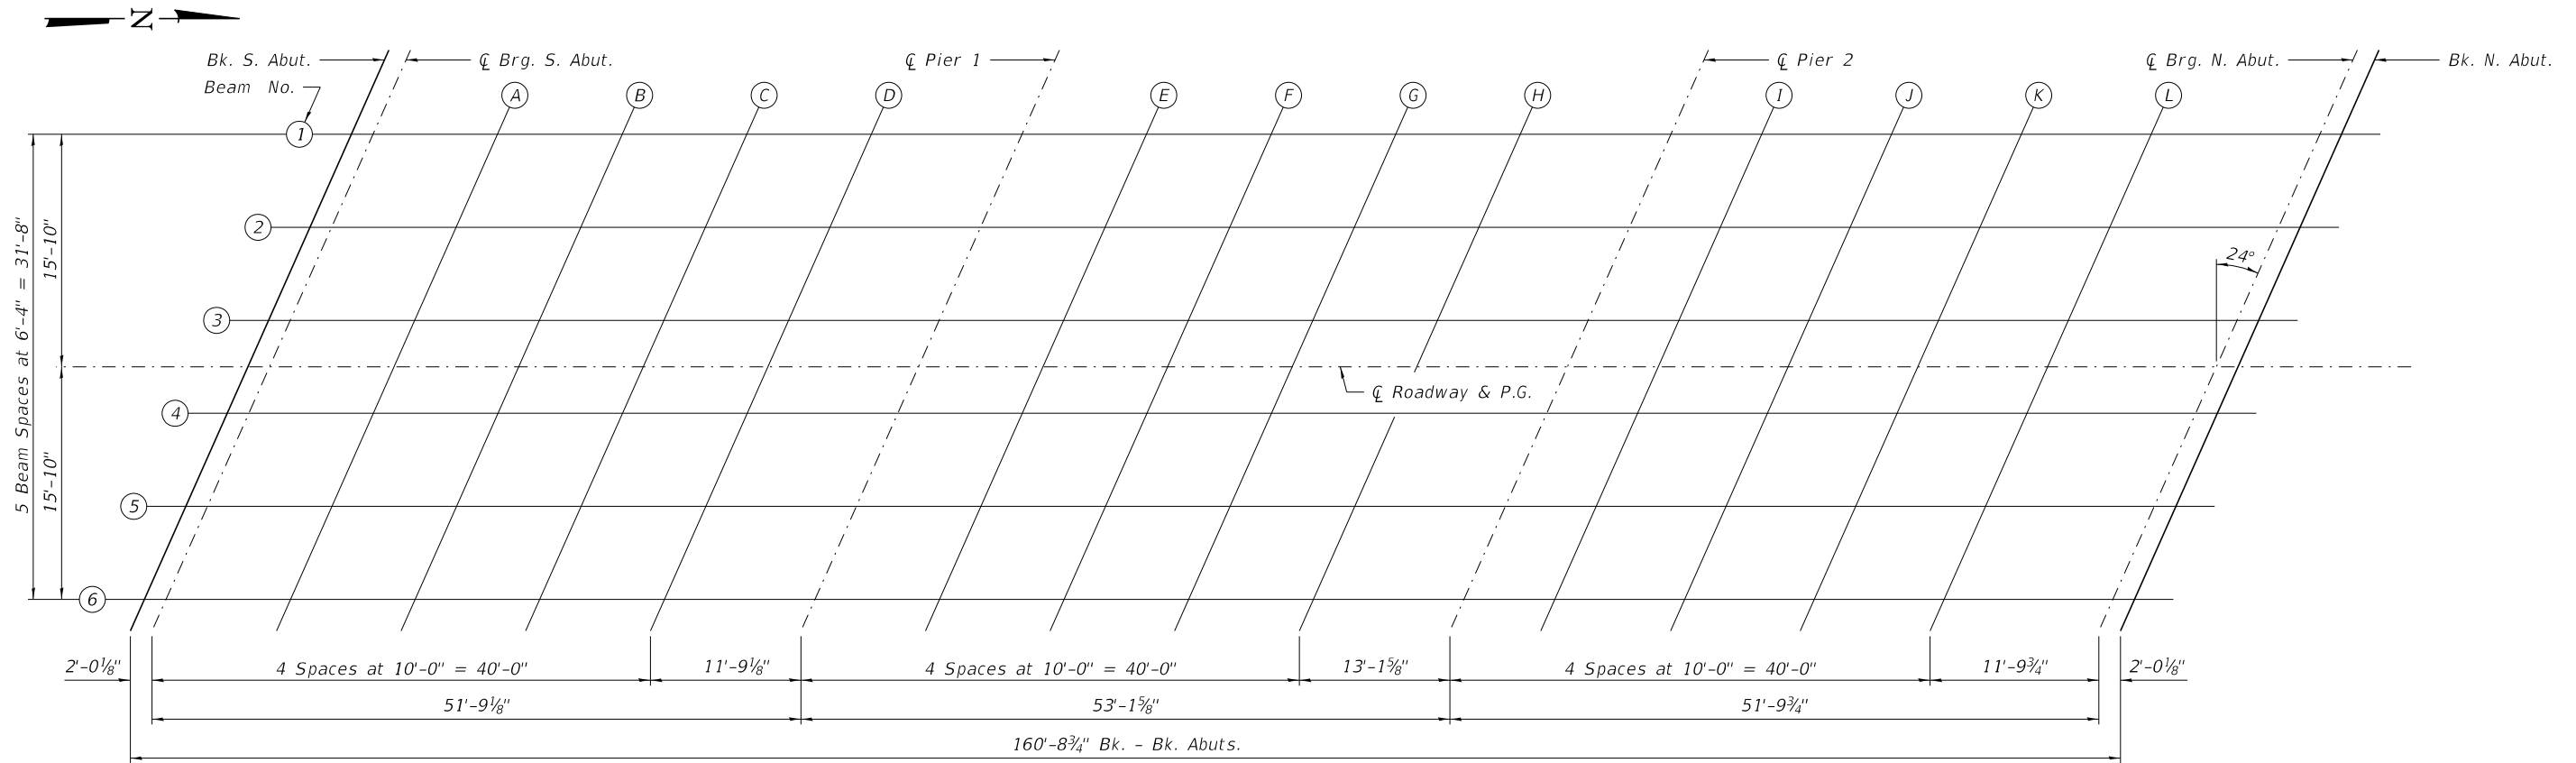 N
Bk. S. Abut.
℄ Brg. S. Abut.
℄ Pier 1
℄ Pier 2
℄ Brg. N. Abut.
Bk. N. Abut.
Beam No.
A
B
C
D
E
F
G
H
I
J
K
L
1
2
3
4
5
6
5 Beam Spaces at 6'-4" = 31'-8"
15'-10"
15'-10"
24°
℄ Roadway & P.G.
2'-0⅛"
4 Spaces at 10'-0" = 40'-0"
11'-9⅛"
4 Spaces at 10'-0" = 40'-0"
13'-1⅝"
4 Spaces at 10'-0" = 40'-0"
11'-9¾"
2'-0⅛"
51'-9⅛"
53'-1⅝"
51'-9¾"
160'-8¾" Bk. - Bk. Abuts.